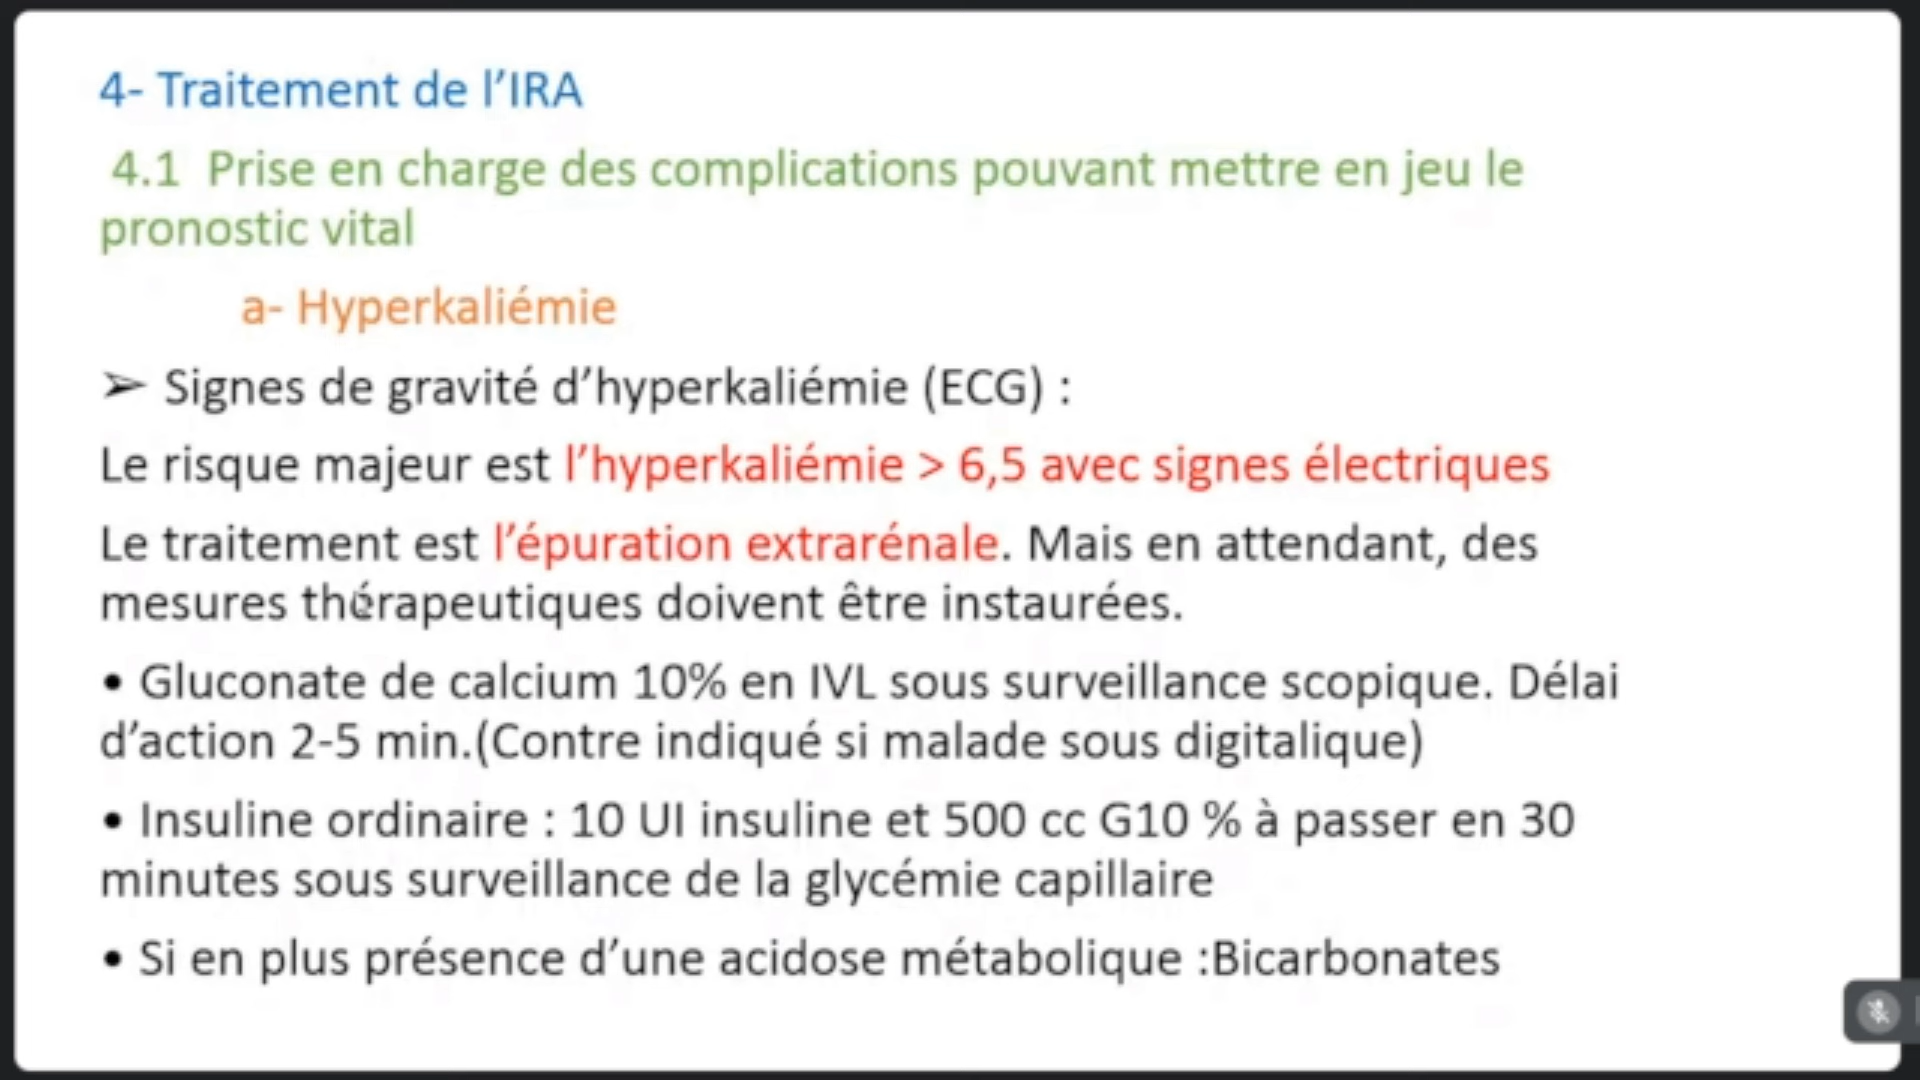 4- Traitement de l’IRA
4.1 Prise en charge des complications pouvant mettre en jeu le
pronostic vital
a- Hyperkaliémie
➢ Signes de gravité d’hyperkaliémie (ECG) :
Le risque majeur est l’hyperkaliémie > 6,5 avec signes électriques
Le traitement est l’épuration extrarénale. Mais en attendant, des
mesures thérapeutiques doivent être instaurées.
• Gluconate de calcium 10% en IVL sous surveillance scopique. Délai
d’action 2-5 min.(Contre indiqué si malade sous digitalique)
• Insuline ordinaire : 10 UI insuline et 500 cc G10 % à passer en 30
minutes sous surveillance de la glycémie capillaire
• Si en plus présence d’une acidose métabolique :Bicarbonates